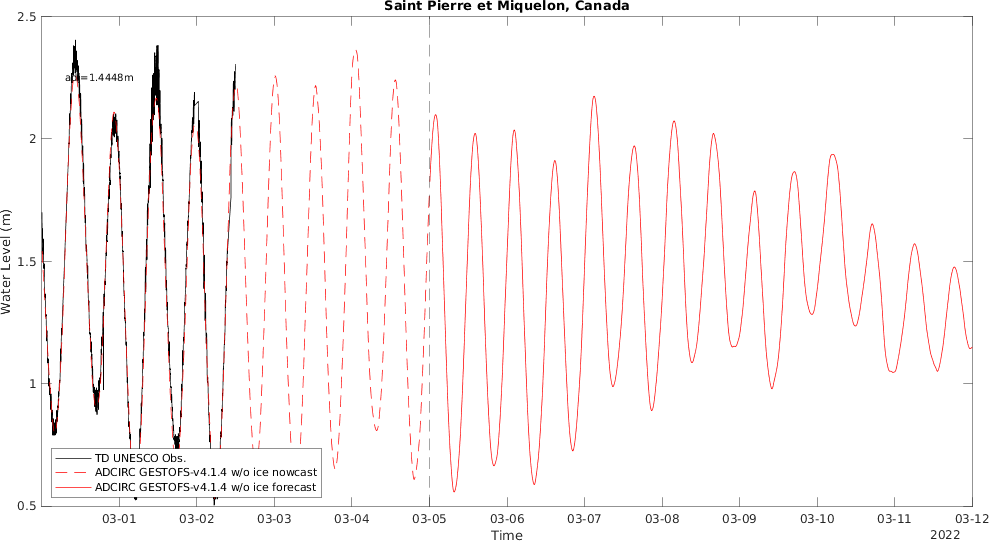 Saint Pierre et Miquelon, Canada
2.5
2
1.5
1
0.5
Water Level (m)
=1.4448m
TD UNESCO Obs.
ADCIRC GESTOFS-v4.1.4 w/o ice nowcast
ADCIRC GESTOFS-v4.1.4 w/o ice forecast
03-01 03-02 03-03 03-04 03-05 03-06 03-07 03-08 03-09 03-10 03-11 03-12
Time
2022